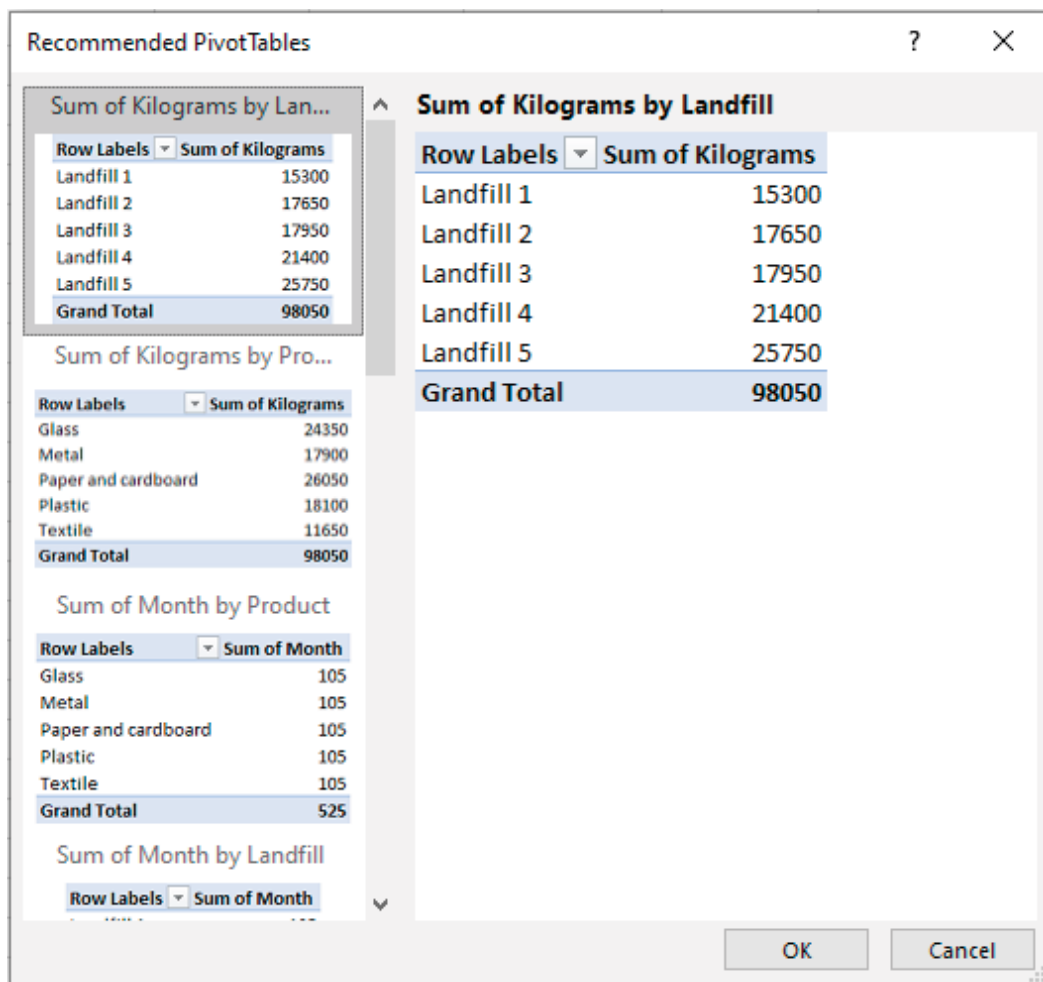 Recommended PivotTables
?
Sum of Kilograms by Lan...
Row Labels Sum of Kilograms
Landfill 1 15300
Landfill 2 17650
Landfill 3 17950
Landfill 4 21400
Landfill 5 25750
Grand Total 98050
Sum of Kilograms by Pro...
Row Labels Sum of Kilograms
Glass 24350
Metal 17900
Paper and cardboard 26050
Plastic 18100
Textile 11650
Grand Total 98050
Sum of Month by Product
Row Labels Sum of Month
Glass 105
Metal 105
Paper and cardboard 105
Plastic 105
Textile 105
Grand Total 525
Sum of Month by Landfill
Row Labels Sum of Month
Sum of Kilograms by Landfill
Row Labels Sum of Kilograms
Landfill 1 15300
Landfill 2 17650
Landfill 3 17950
Landfill 4 21400
Landfill 5 25750
Grand Total 98050
OK Cancel